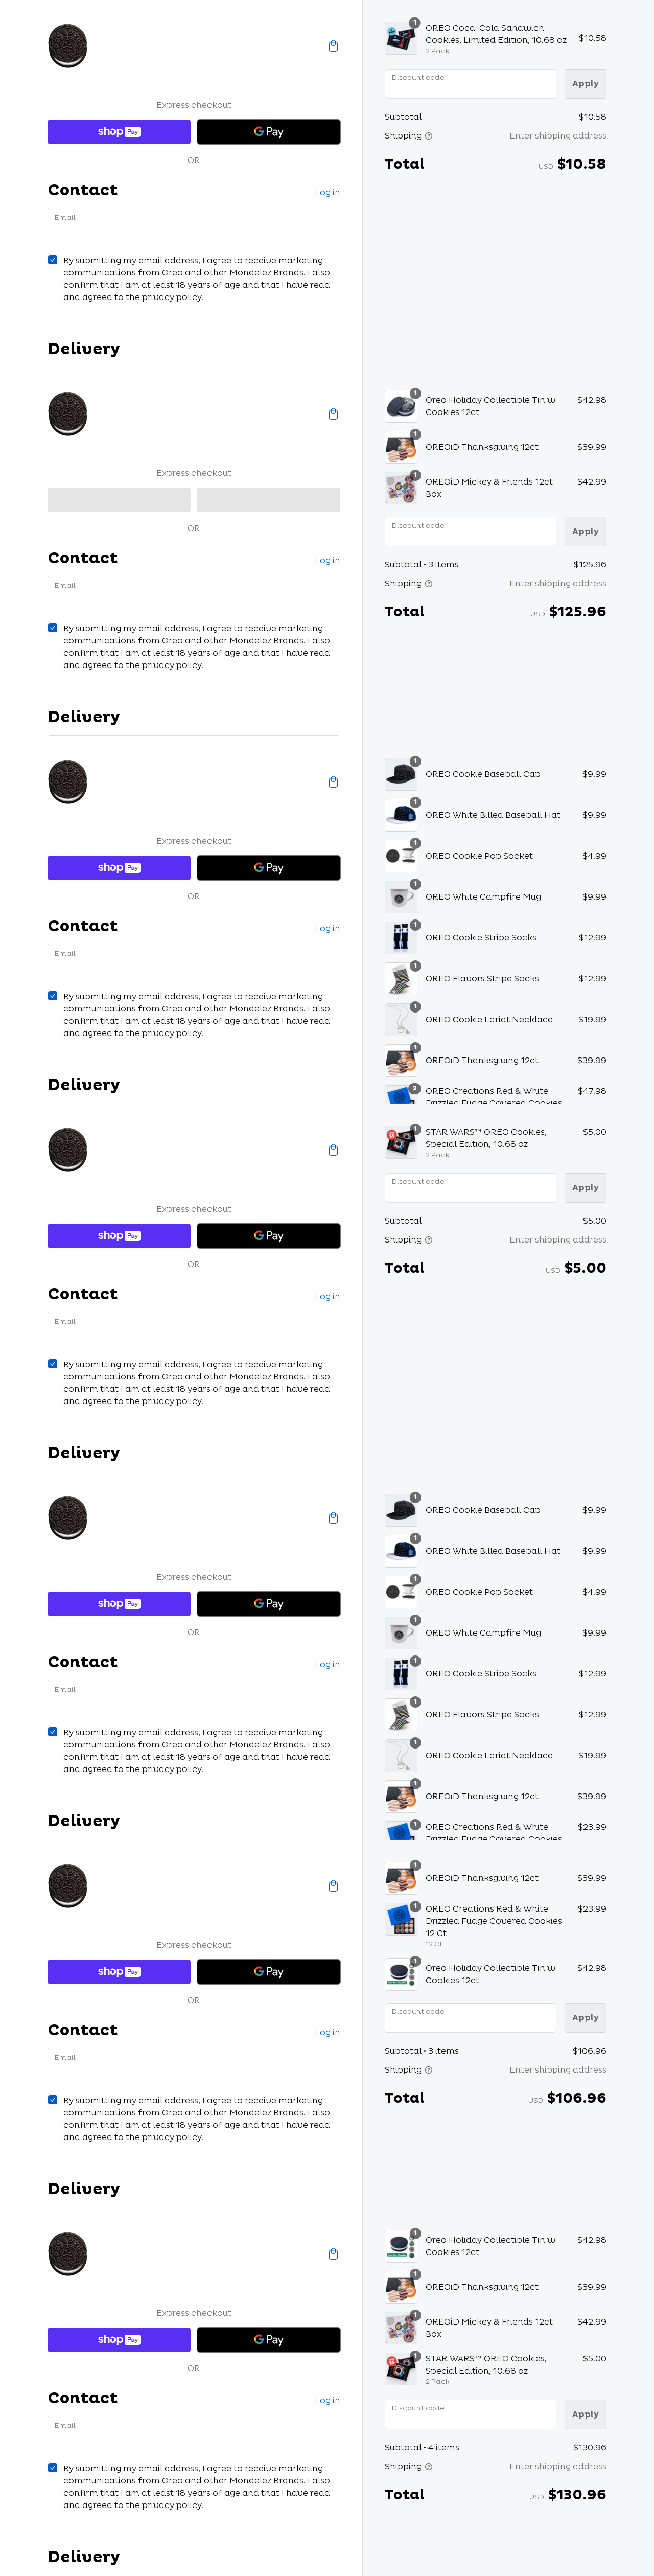 Express checkout
shop Pay
G Pay
OR
Contact
Log in
Email
By submitting my email address, I agree to receive marketing
communications from Oreo and other Mondelez Brands. I also
confirm that I am at least 18 years of age and that I have read
and agreed to the privacy policy.
Delivery
1
OREO Coca-Cola Sandwich
Cookies, Limited Edition, 10.68 oz
2 Pack
$10.58
Discount code
Apply
Subtotal
$10.58
Shipping
Enter shipping address
Total
USD $10.58
Express checkout
OR
Contact
Log in
Email
By submitting my email address, I agree to receive marketing
communications from Oreo and other Mondelez Brands. I also
confirm that I am at least 18 years of age and that I have read
and agreed to the privacy policy.
Delivery
1
Oreo Holiday Collectible Tin w
Cookies 12ct
$42.98
1
OREOiD Thanksgiving 12ct
$39.99
1
OREOiD Mickey & Friends 12ct
Box
$42.99
Discount code
Apply
Subtotal • 3 items
$125.96
Shipping
Enter shipping address
Total
USD $125.96
Express checkout
shop Pay
G Pay
OR
Contact
Log in
Email
By submitting my email address, I agree to receive marketing
communications from Oreo and other Mondelez Brands. I also
confirm that I am at least 18 years of age and that I have read
and agreed to the privacy policy.
Delivery
1
OREO Cookie Baseball Cap
$9.99
1
OREO White Billed Baseball Hat
$9.99
1
OREO Cookie Pop Socket
$4.99
1
OREO White Campfire Mug
$9.99
1
OREO Cookie Stripe Socks
$12.99
1
OREO Flavors Stripe Socks
$12.99
1
OREO Cookie Lariat Necklace
$19.99
1
OREOiD Thanksgiving 12ct
$39.99
2
OREO Creations Red & White
Drizzled Fudge Covered Cookies
$47.98
Express checkout
shop Pay
G Pay
OR
Contact
Log in
Email
By submitting my email address, I agree to receive marketing
communications from Oreo and other Mondelez Brands. I also
confirm that I am at least 18 years of age and that I have read
and agreed to the privacy policy.
Delivery
1
STAR WARS™ OREO Cookies,
Special Edition, 10.68 oz
2 Pack
$5.00
Discount code
Apply
Subtotal
$5.00
Shipping
Enter shipping address
Total
USD $5.00
Express checkout
shop Pay
G Pay
OR
Contact
Log in
Email
By submitting my email address, I agree to receive marketing
communications from Oreo and other Mondelez Brands. I also
confirm that I am at least 18 years of age and that I have read
and agreed to the privacy policy.
Delivery
1
OREO Cookie Baseball Cap
$9.99
1
OREO White Billed Baseball Hat
$9.99
1
OREO Cookie Pop Socket
$4.99
1
OREO White Campfire Mug
$9.99
1
OREO Cookie Stripe Socks
$12.99
1
OREO Flavors Stripe Socks
$12.99
1
OREO Cookie Lariat Necklace
$19.99
1
OREOiD Thanksgiving 12ct
$39.99
1
OREO Creations Red & White
Drizzled Fudge Covered Cookies
$23.99
Express checkout
shop Pay
G Pay
OR
Contact
Log in
Email
By submitting my email address, I agree to receive marketing
communications from Oreo and other Mondelez Brands. I also
confirm that I am at least 18 years of age and that I have read
and agreed to the privacy policy.
Delivery
1
OREOiD Thanksgiving 12ct
$39.99
1
OREO Creations Red & White
Drizzled Fudge Covered Cookies
12 Ct
12 Ct
$23.99
1
Oreo Holiday Collectible Tin w
Cookies 12ct
$42.98
Discount code
Apply
Subtotal • 3 items
$106.96
Shipping
Enter shipping address
Total
USD $106.96
Express checkout
shop Pay
G Pay
OR
Contact
Log in
Email
By submitting my email address, I agree to receive marketing
communications from Oreo and other Mondelez Brands. I also
confirm that I am at least 18 years of age and that I have read
and agreed to the privacy policy.
Delivery
1
Oreo Holiday Collectible Tin w
Cookies 12ct
$42.98
1
OREOiD Thanksgiving 12ct
$39.99
1
OREOiD Mickey & Friends 12ct
Box
$42.99
1
STAR WARS™ OREO Cookies,
Special Edition, 10.68 oz
2 Pack
$5.00
Discount code
Apply
Subtotal • 4 items
$130.96
Shipping
Enter shipping address
Total
USD $130.96